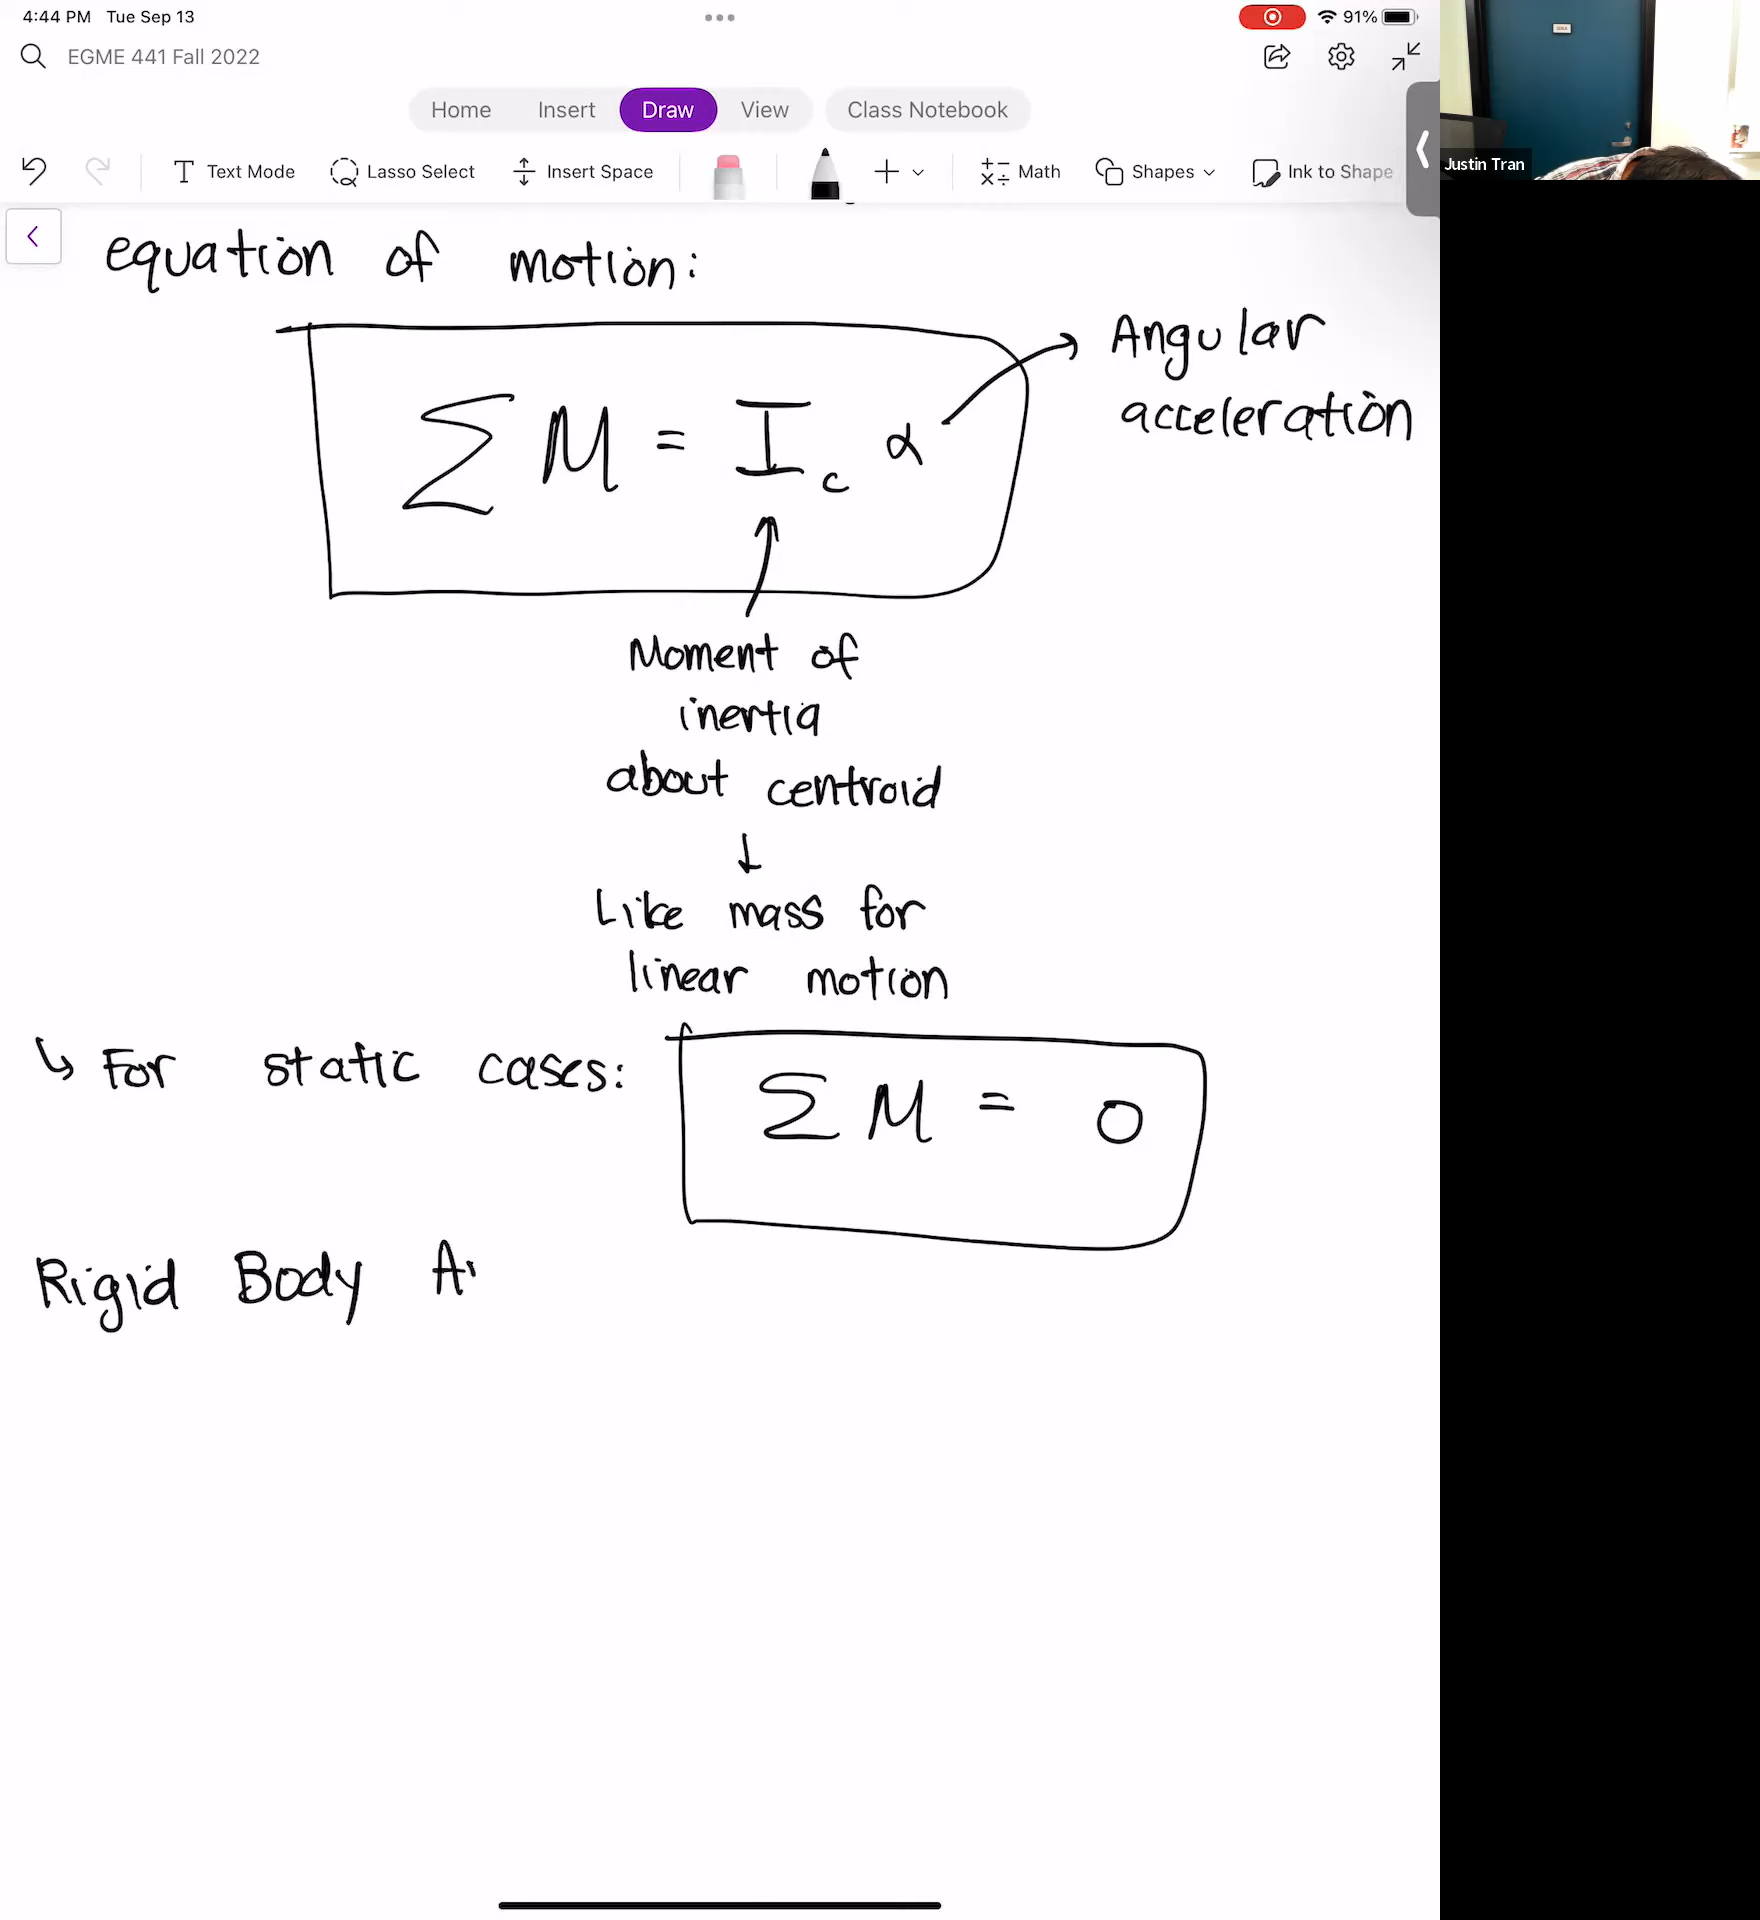 4:44 PM Tue Sep 13
91%
EGME 441 Fall 2022
Home Insert Draw View Class Notebook
Text Mode Lasso Select Insert Space Math Shapes Ink to Shape
Justin Tran
equation of motion:
Angular
acceleration
∑ M = I_c α
Moment of
inertia
about centroid
↓
Like mass for
linear motion
↳ For static cases:
∑ M = 0
Rigid Body